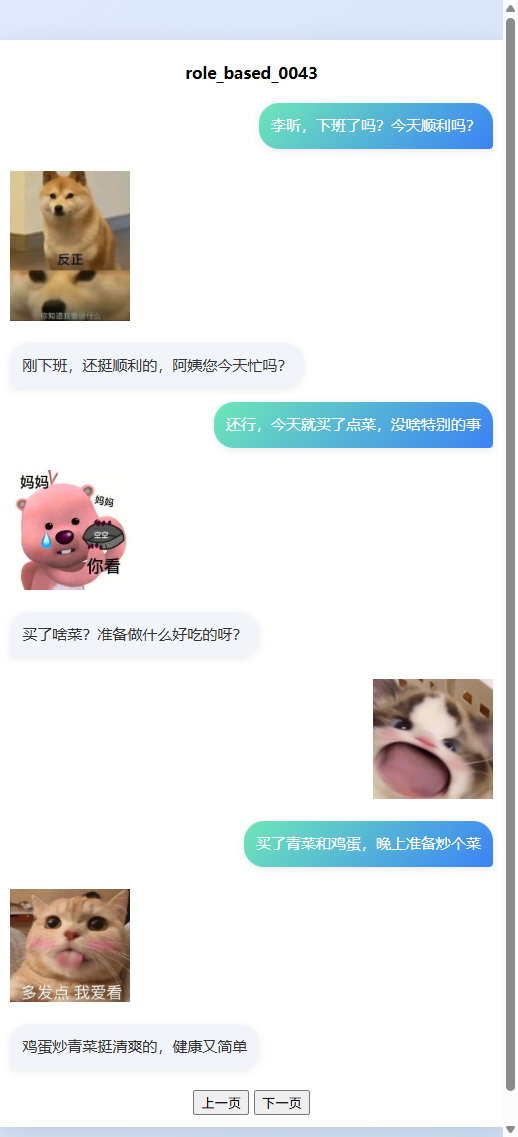 role_based_0043
李昕，下班了吗？今天顺利吗？
反正
你知道我要说什么
刚下班，还挺顺利的，阿姨您今天忙吗？
还行，今天就买了点菜，没啥特别的事
妈妈
妈妈
空空
你看
买了啥菜？准备做什么好吃的呀？
买了青菜和鸡蛋，晚上准备炒个菜
多发点 我爱看
鸡蛋炒青菜挺清爽的，健康又简单
上一页 下一页